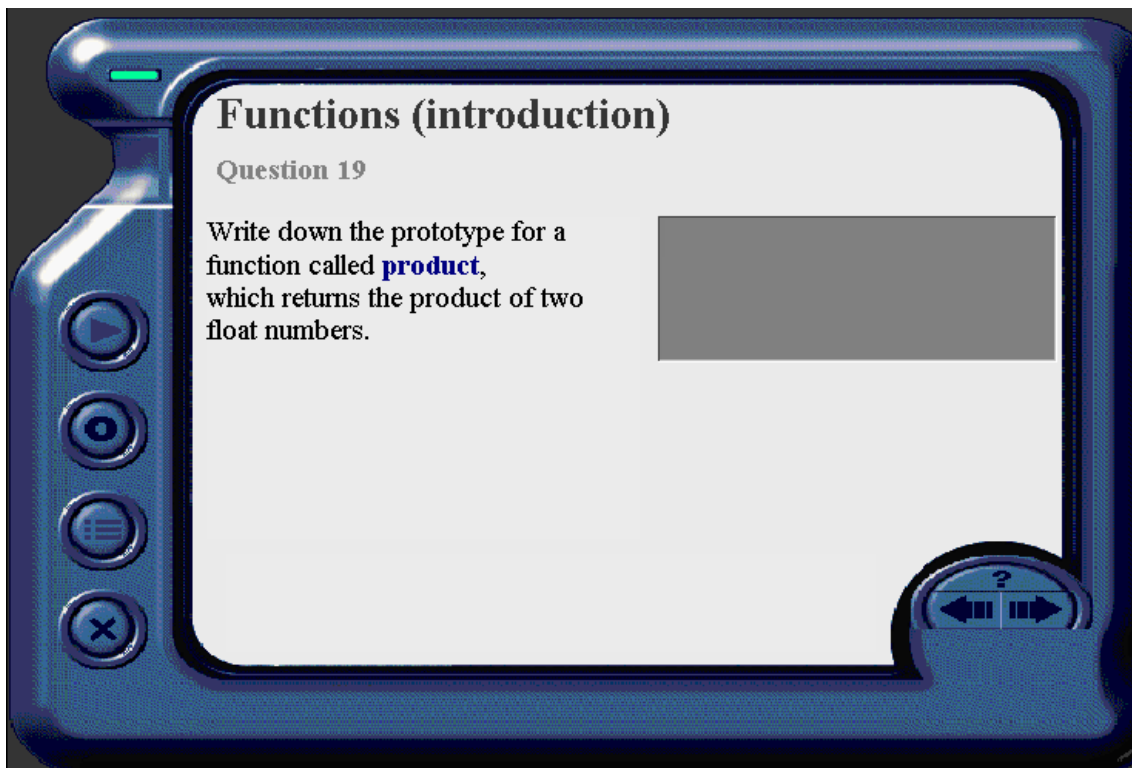 Functions (introduction)
Question 19
Write down the prototype for a
function called product,
which returns the product of two
float numbers.
?